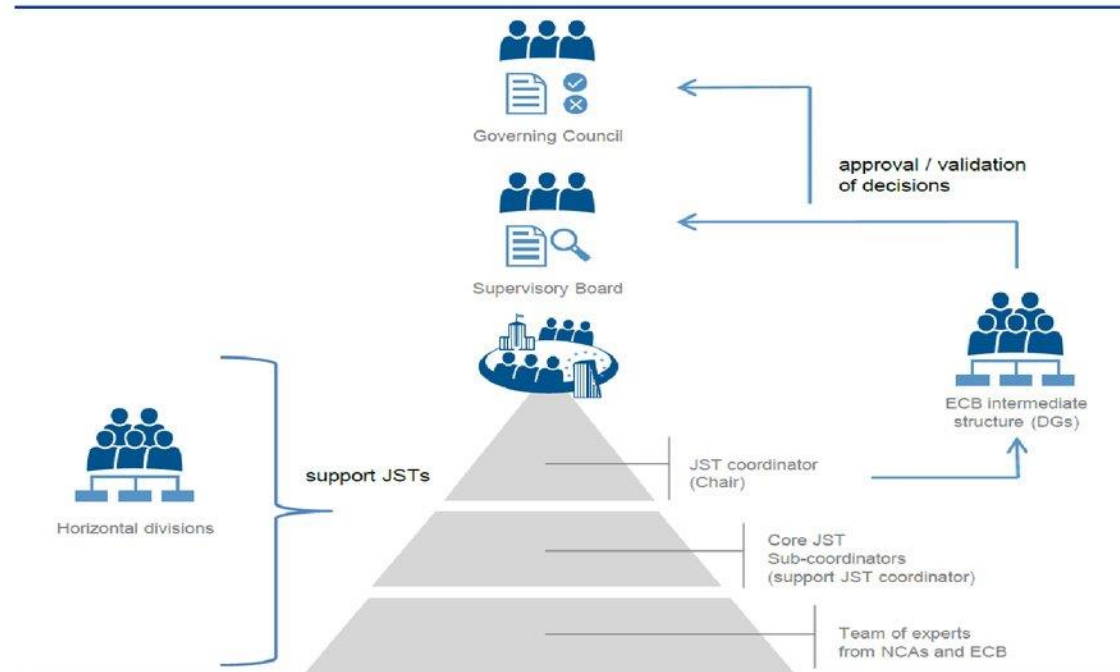 Governing Council
approval / validation
of decisions
Supervisory Board
ECB intermediate
structure (DGs)
JST coordinator
(Chair)
support JSTs
Horizontal divisions
Core JST
Sub-coordinators
(support JST coordinator)
Team of experts
from NCAs and ECB